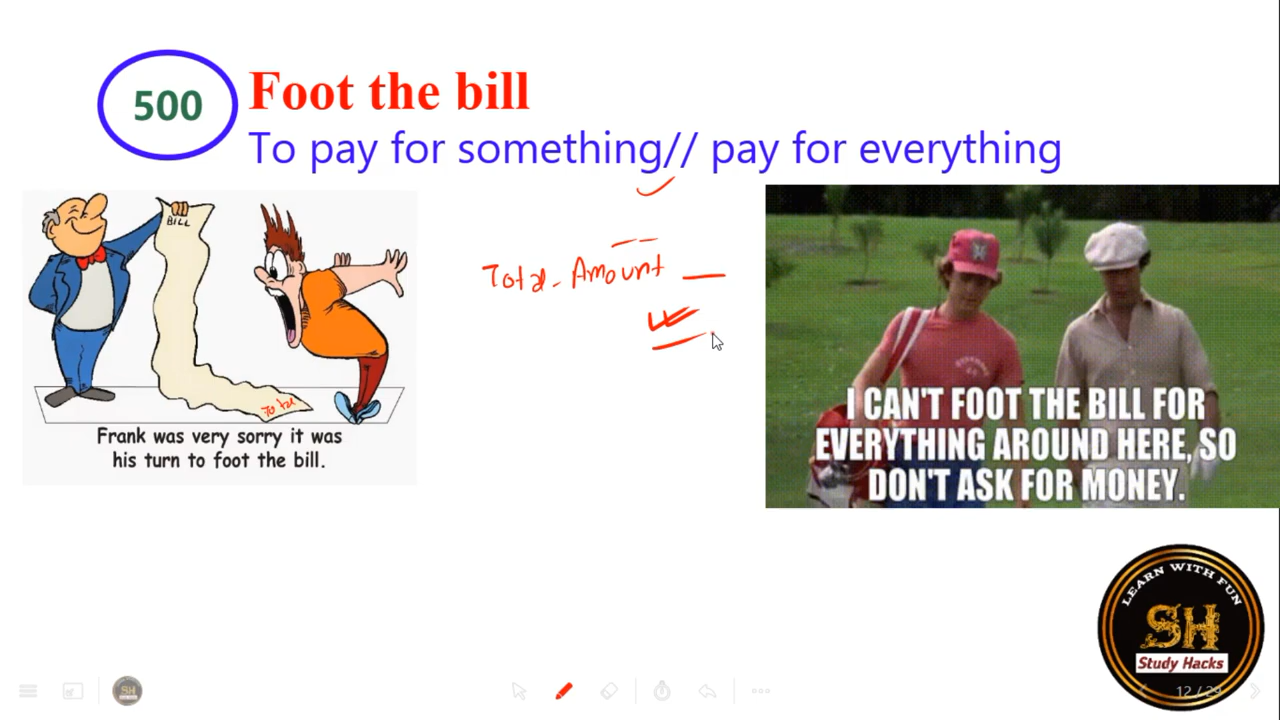 500
Foot the bill
To pay for something// pay for everything
BILL
Total
Frank was very sorry it was
his turn to foot the bill.
Total - Amount
I CAN'T FOOT THE BILL FOR
EVERYTHING AROUND HERE, SO
DON'T ASK FOR MONEY.
LEARN WITH FUN
SH
Study Hacks
12 / 29